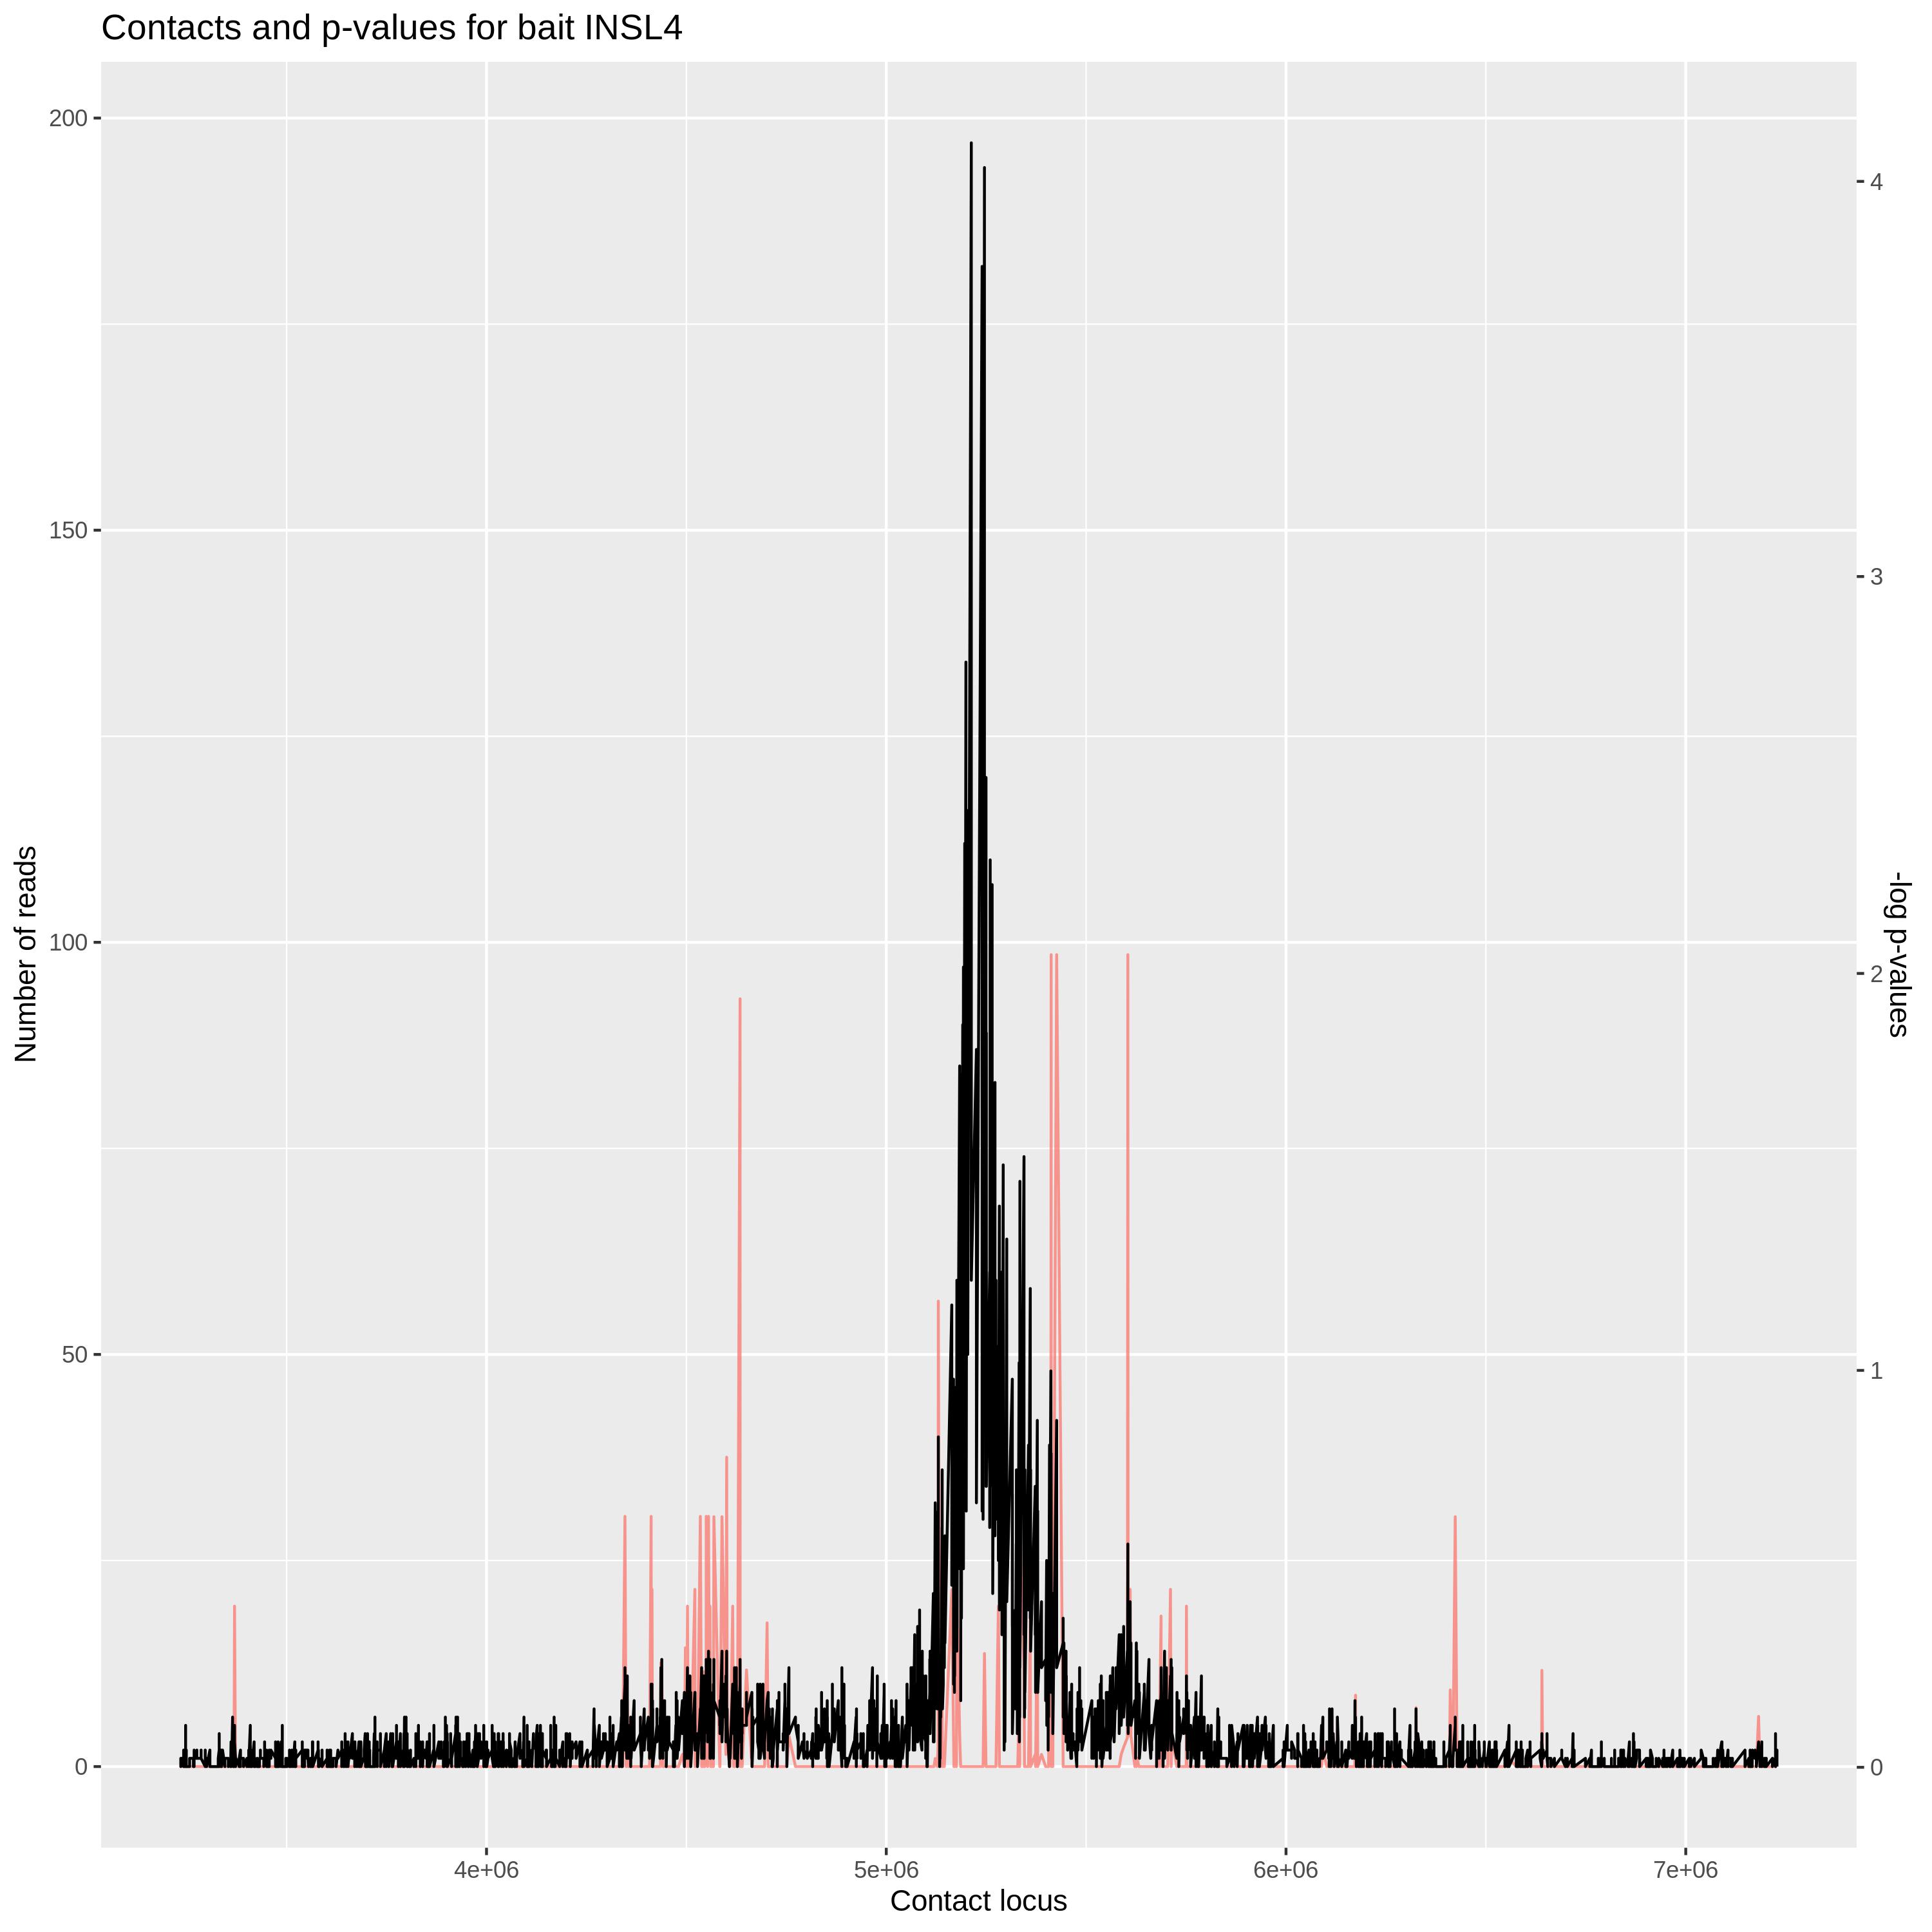 Contacts and p-values for bait INSL4
200
150
100
50
0
Number of reads
4
3
2
1
0
-log p-values
4e+06
5e+06
6e+06
7e+06
Contact locus